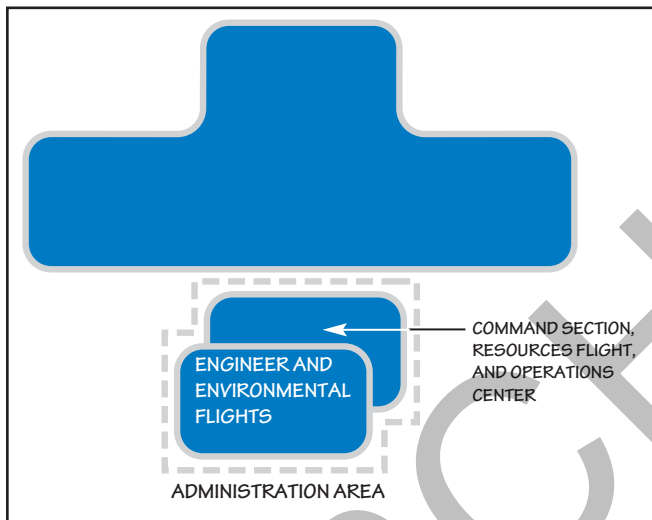 COMMAND SECTION,
RESOURCES FLIGHT,
AND OPERATIONS
CENTER
ENGINEER AND
ENVIRONMENTAL
FLIGHTS
ADMINISTRATION AREA